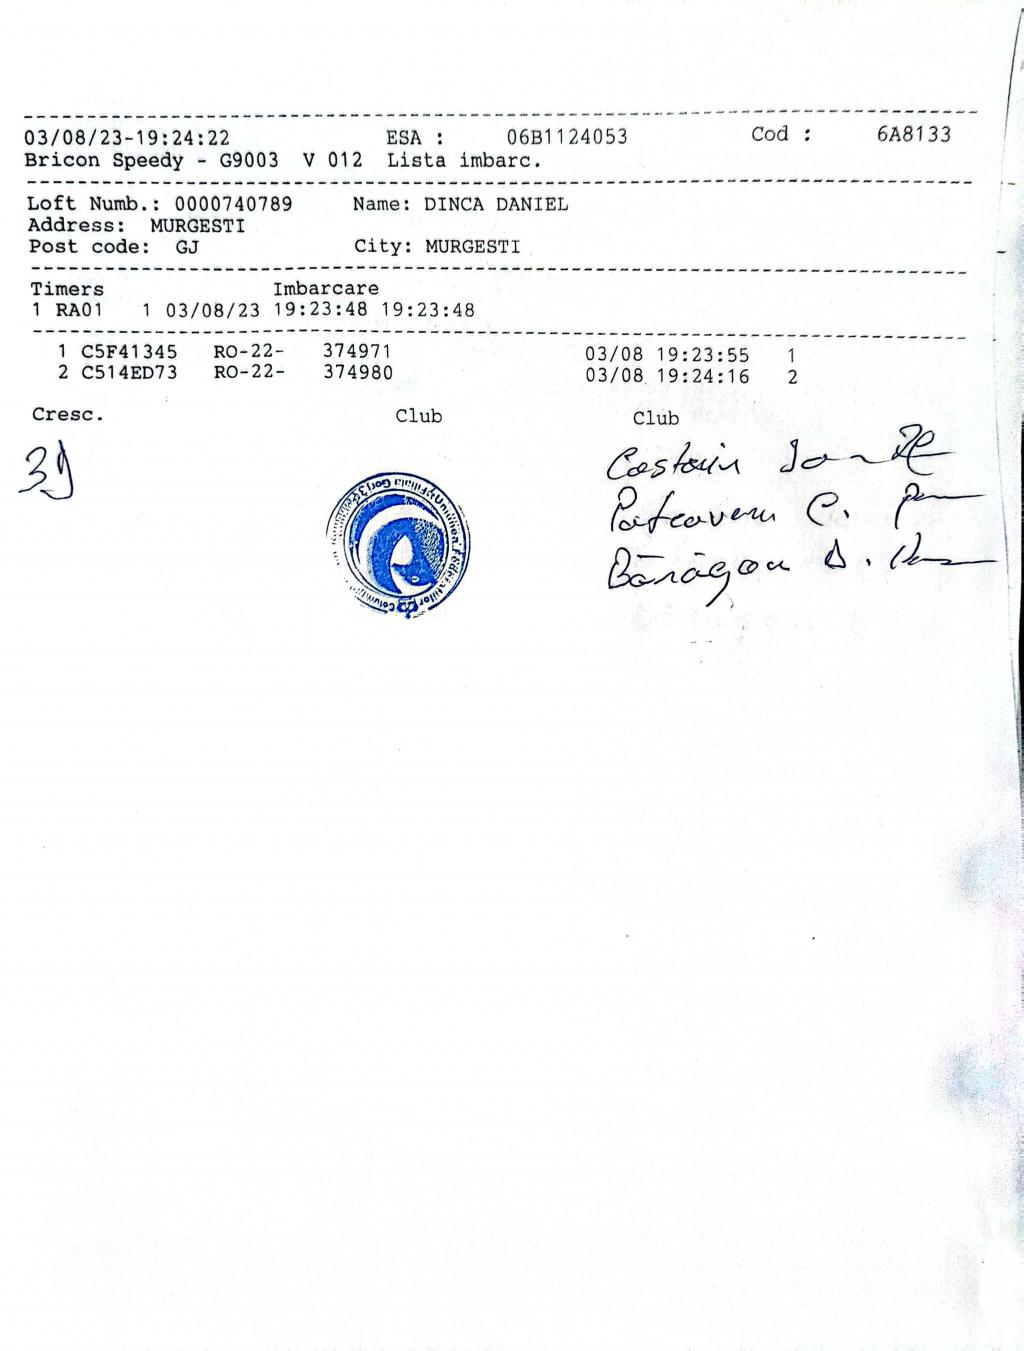 03/08/23-19:24:22 ESA : 06B1124053 Cod : 6A8133
Bricon Speedy - G9003 V 012 Lista imbarc.
Loft Numb.: 0000740789 Name: DINCA DANIEL
Address: MURGESTI
Post code: GJ City: MURGESTI
Timers Imbarcare
1 RA01 1 03/08/23 19:23:48 19:23:48
1 C5F41345 RO-22- 374971 03/08 19:23:55 1
2 C514ED73 RO-22- 374980 03/08 19:24:16 2
Cresc. Club Club